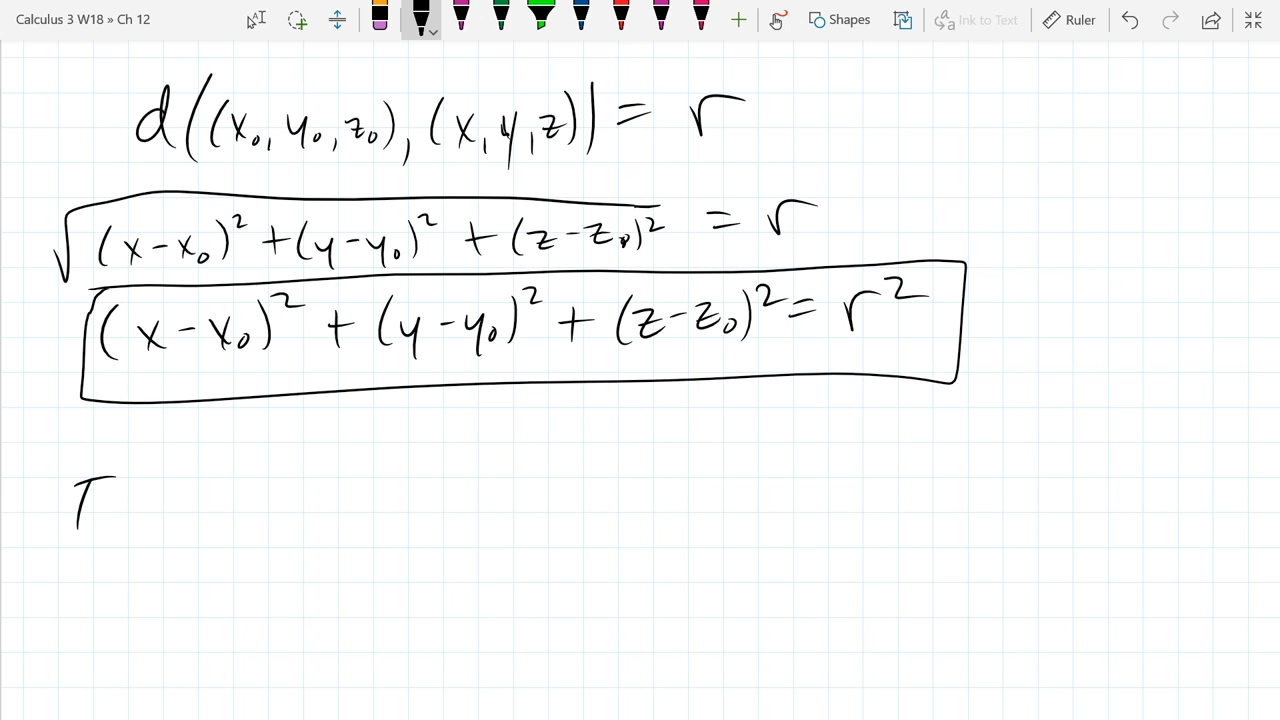 Calculus 3 W18 » Ch 12
Ink to Text
Shapes
Ruler
d((x₀, y₀, z₀), (x, y, z)) = r
√(x-x₀)² + (y-y₀)² + (z-z₀)² = r
(x-x₀)² + (y-y₀)² + (z-z₀)² = r²
T